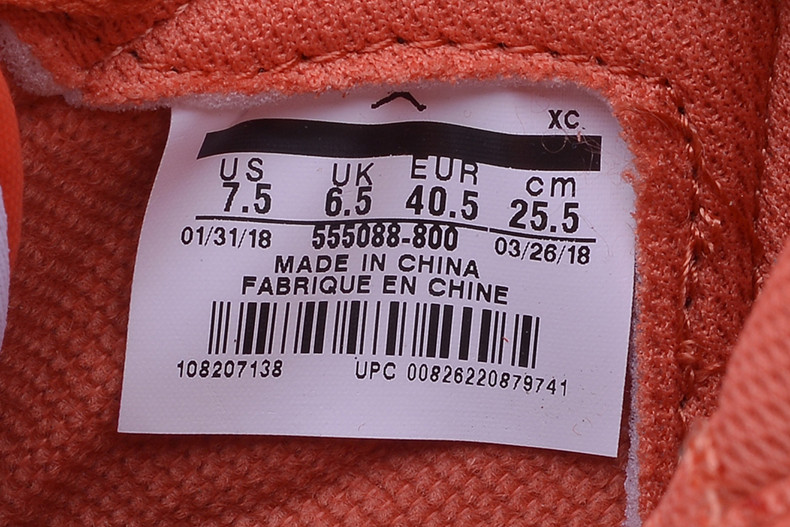 XC
US UK EUR cm
7.5 6.5 40.5 25.5
01/31/18 555088-800 03/26/18
MADE IN CHINA
FABRIQUE EN CHINE
108207138 UPC 00826220879741